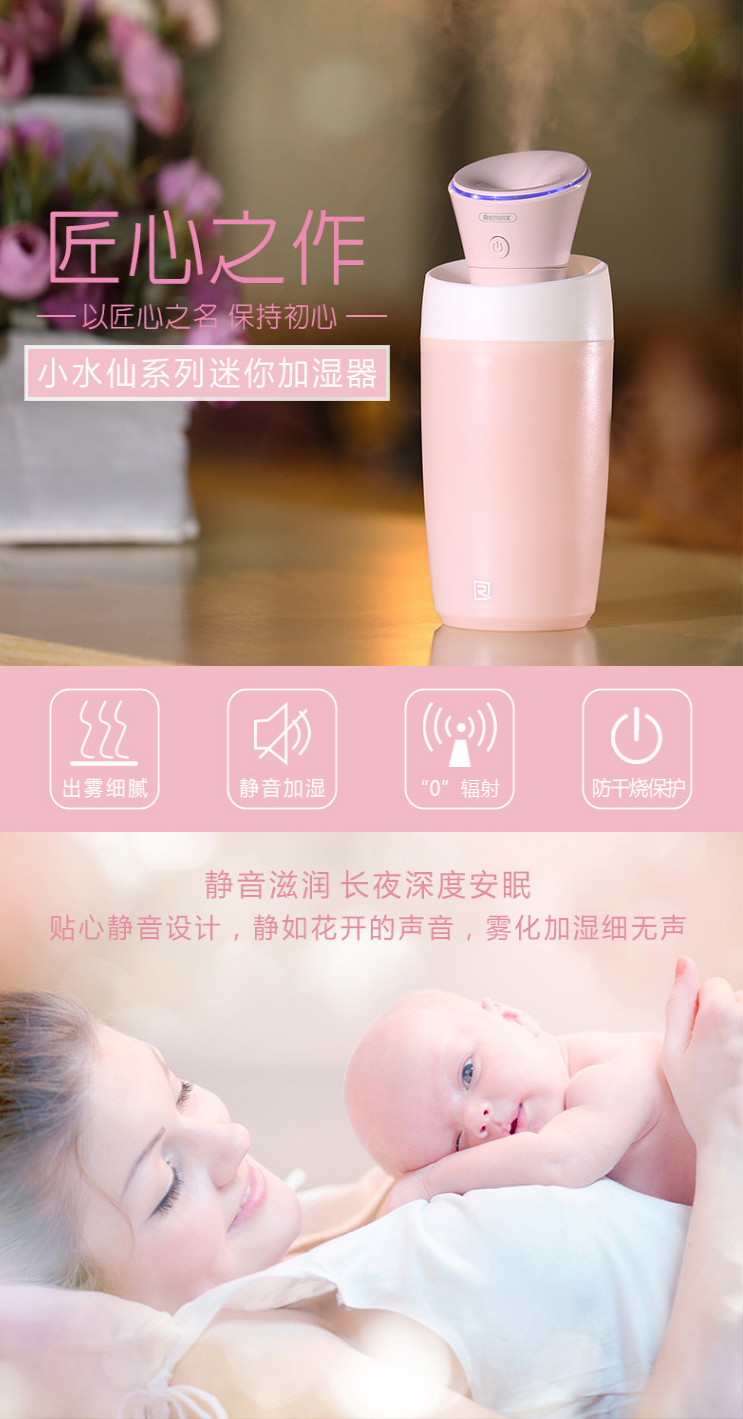 REMAX
匠心之作
以匠心之名 保持初心
小水仙系列迷你加湿器
出雾细腻
静音加湿
“0”辐射
防干烧保护
静音滋润 长夜深度安眠
贴心静音设计，静如花开的声音，雾化加湿细无声